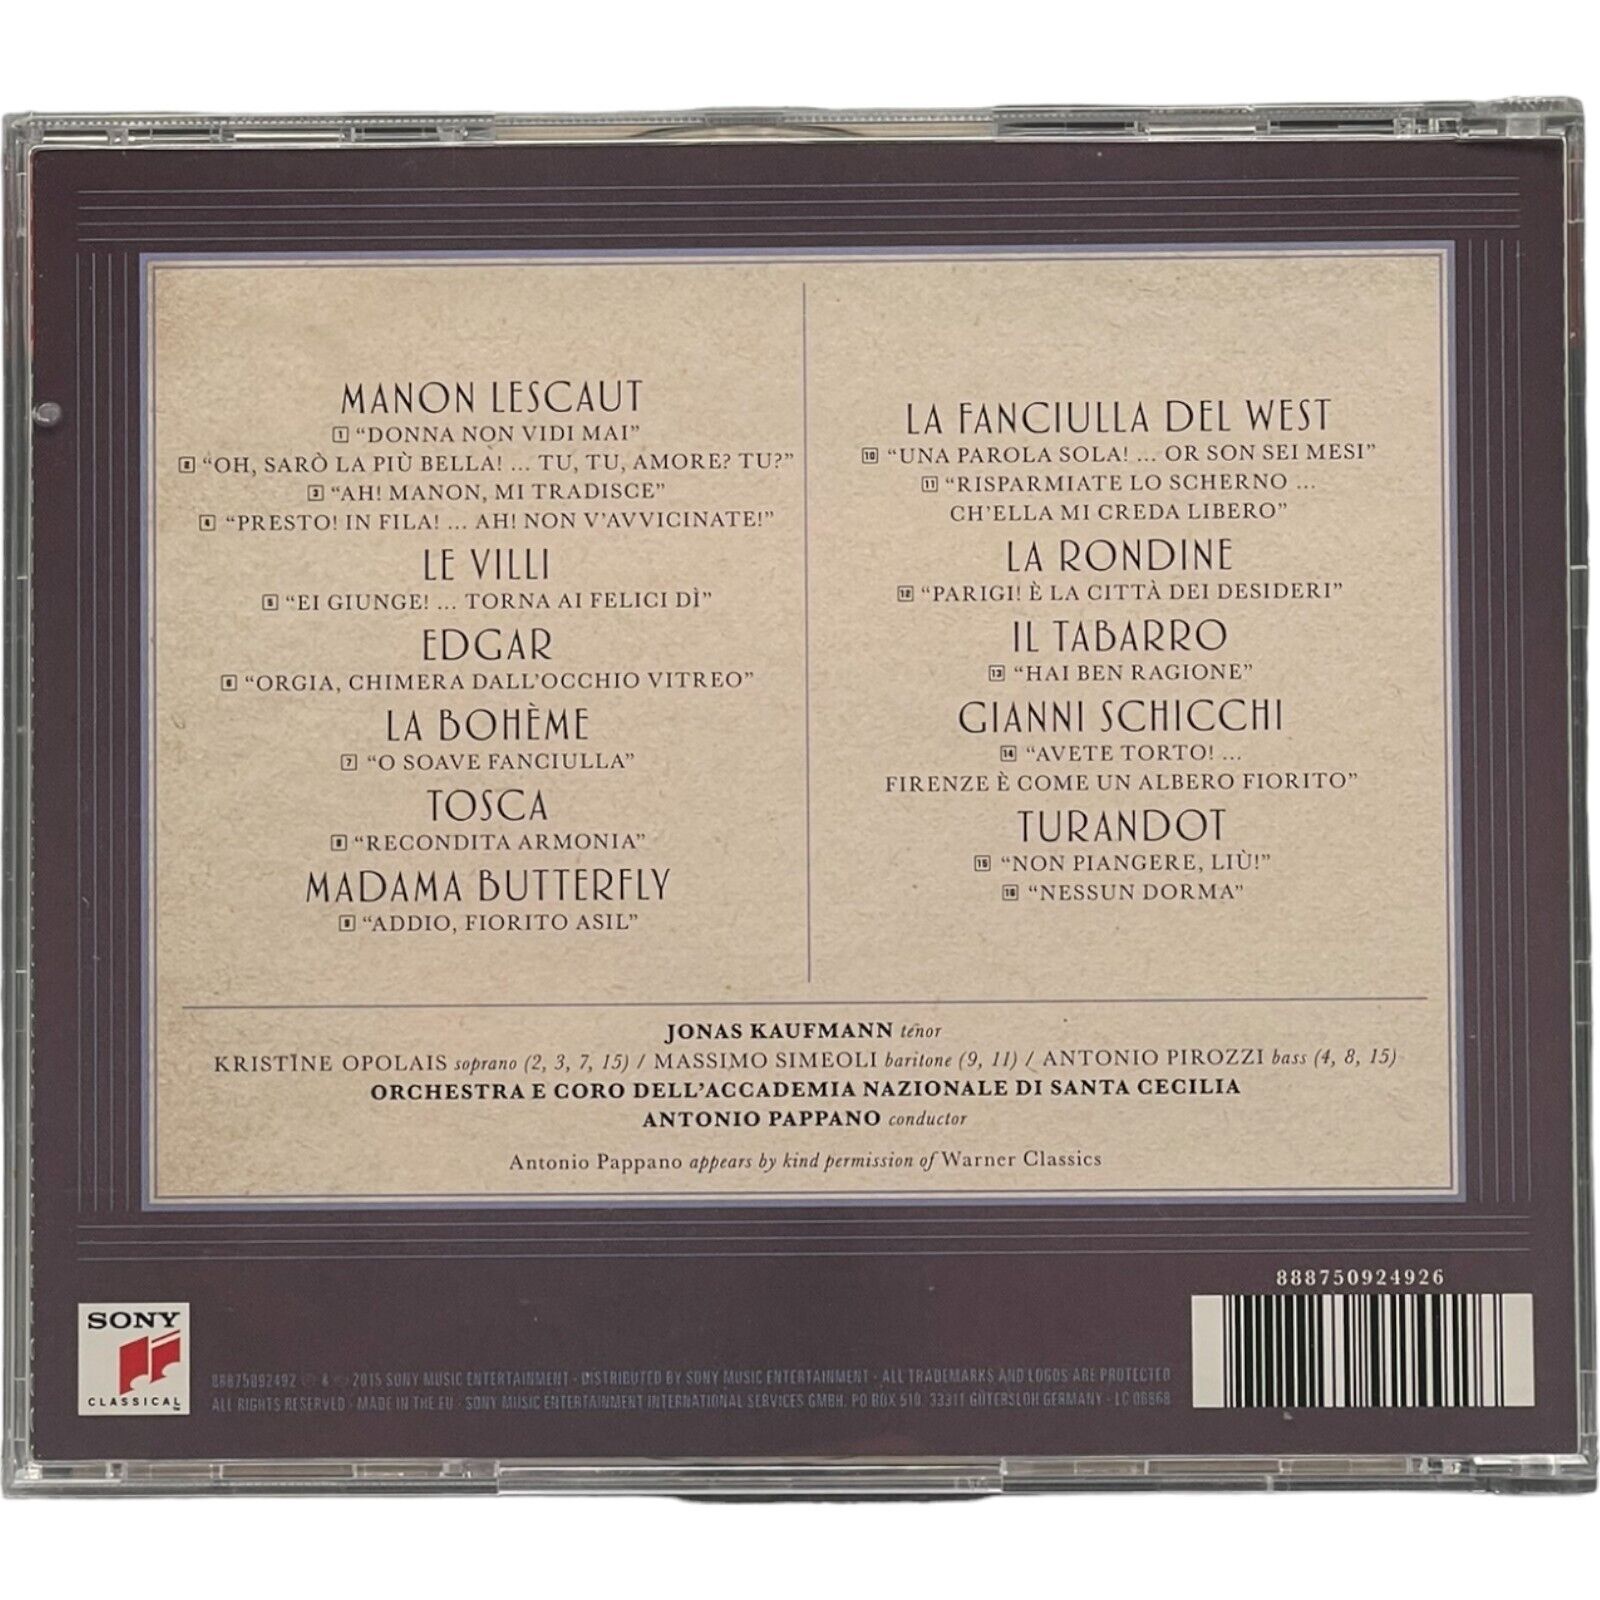 MANON LESCAUT
1 “DONNA NON VIDI MAI”
2 “OH, SARÒ LA PIÙ BELLA! ... TU, TU, AMORE? TU?”
3 “AH! MANON, MI TRADISCE”
4 “PRESTO! IN FILA! ... AH! NON V’AVVICINATE!”
LE VILLI
5 “EI GIUNGE! ... TORNA AI FELICI DÌ”
EDGAR
6 “ORGIA, CHIMERA DALL’OCCHIO VITREO”
LA BOHÈME
7 “O SOAVE FANCIULLA”
TOSCA
8 “RECONDITA ARMONIA”
MADAMA BUTTERFLY
9 “ADDIO, FIORITO ASIL”
LA FANCIULLA DEL WEST
10 “UNA PAROLA SOLA! ... OR SON SEI MESI”
11 “RISPARMIATE LO SCHERNO ...
CH’ELLA MI CREDA LIBERO”
LA RONDINE
12 “PARIGI! È LA CITTÀ DEI DESIDERI”
IL TABARRO
13 “HAI BEN RAGIONE”
GIANNI SCHICCHI
14 “AVETE TORTO! ...
FIRENZE È COME UN ALBERO FIORITO”
TURANDOT
15 “NON PIANGERE, LIÙ!”
16 “NESSUN DORMA”
JONAS KAUFMANN tenor
KRISTĪNE OPOLAIS soprano (2, 3, 7, 15) / MASSIMO SIMEOLI baritone (9, 11) / ANTONIO PIROZZI bass (4, 8, 15)
ORCHESTRA E CORO DELL’ACCADEMIA NAZIONALE DI SANTA CECILIA
ANTONIO PAPPANO conductor
Antonio Pappano appears by kind permission of Warner Classics
888750924926
SONY
CLASSICAL™
88875092492 ℗ & © 2015 SONY MUSIC ENTERTAINMENT · DISTRIBUTED BY SONY MUSIC ENTERTAINMENT · ALL TRADEMARKS AND LOGOS ARE PROTECTED
ALL RIGHTS RESERVED · MADE IN THE EU · SONY MUSIC ENTERTAINMENT INTERNATIONAL SERVICES GMBH, PO BOX 510, 33311 GÜTERSLOH GERMANY · LC 06868